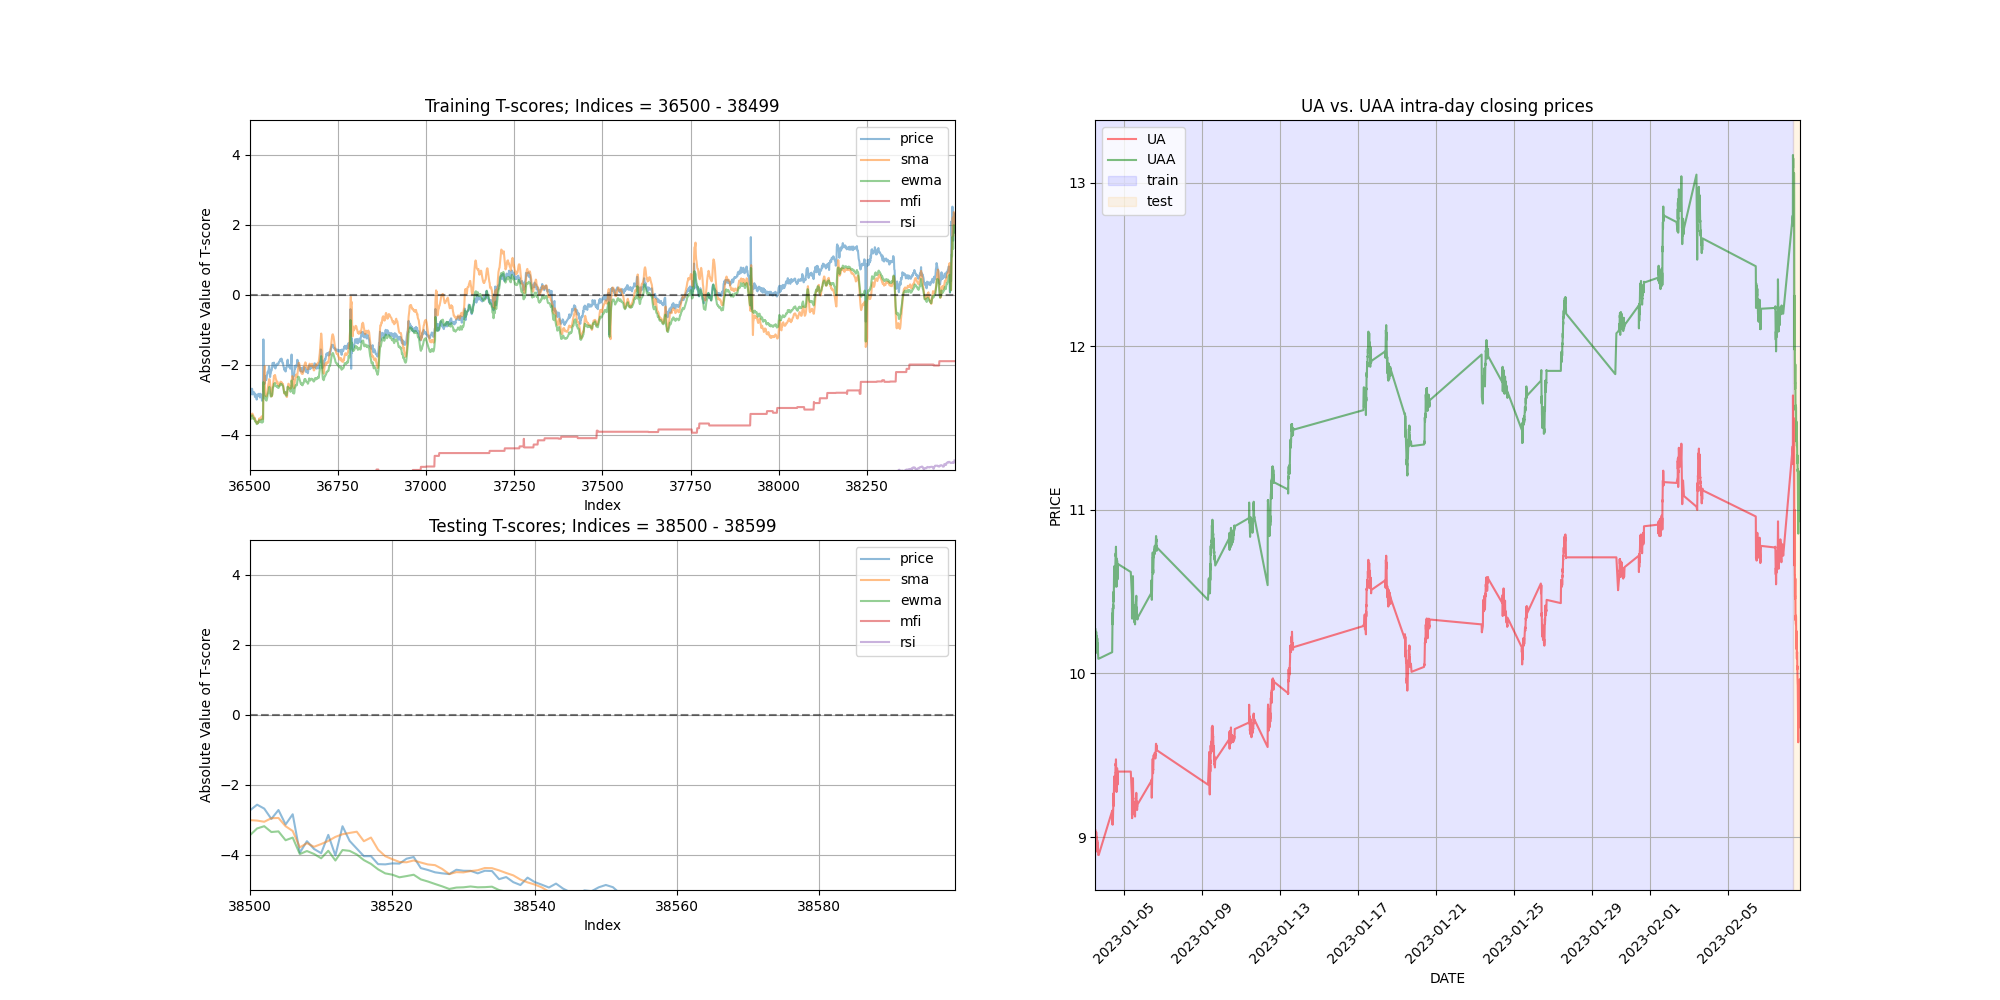 Training T-scores; Indices = 36500 - 38499
Absolute Value of T-score
4
2
0
−2
−4
price
sma
ewma
mfi
rsi
36500 36750 37000 37250 37500 37750 38000 38250
Index
Testing T-scores; Indices = 38500 - 38599
Absolute Value of T-score
4
2
0
−2
−4
price
sma
ewma
mfi
rsi
38500 38520 38540 38560 38580
Index
UA vs. UAA intra-day closing prices
PRICE
13
12
11
10
9
UA
UAA
train
test
2023-01-05 2023-01-09 2023-01-13 2023-01-17 2023-01-21 2023-01-25 2023-01-29 2023-02-01 2023-02-05
DATE